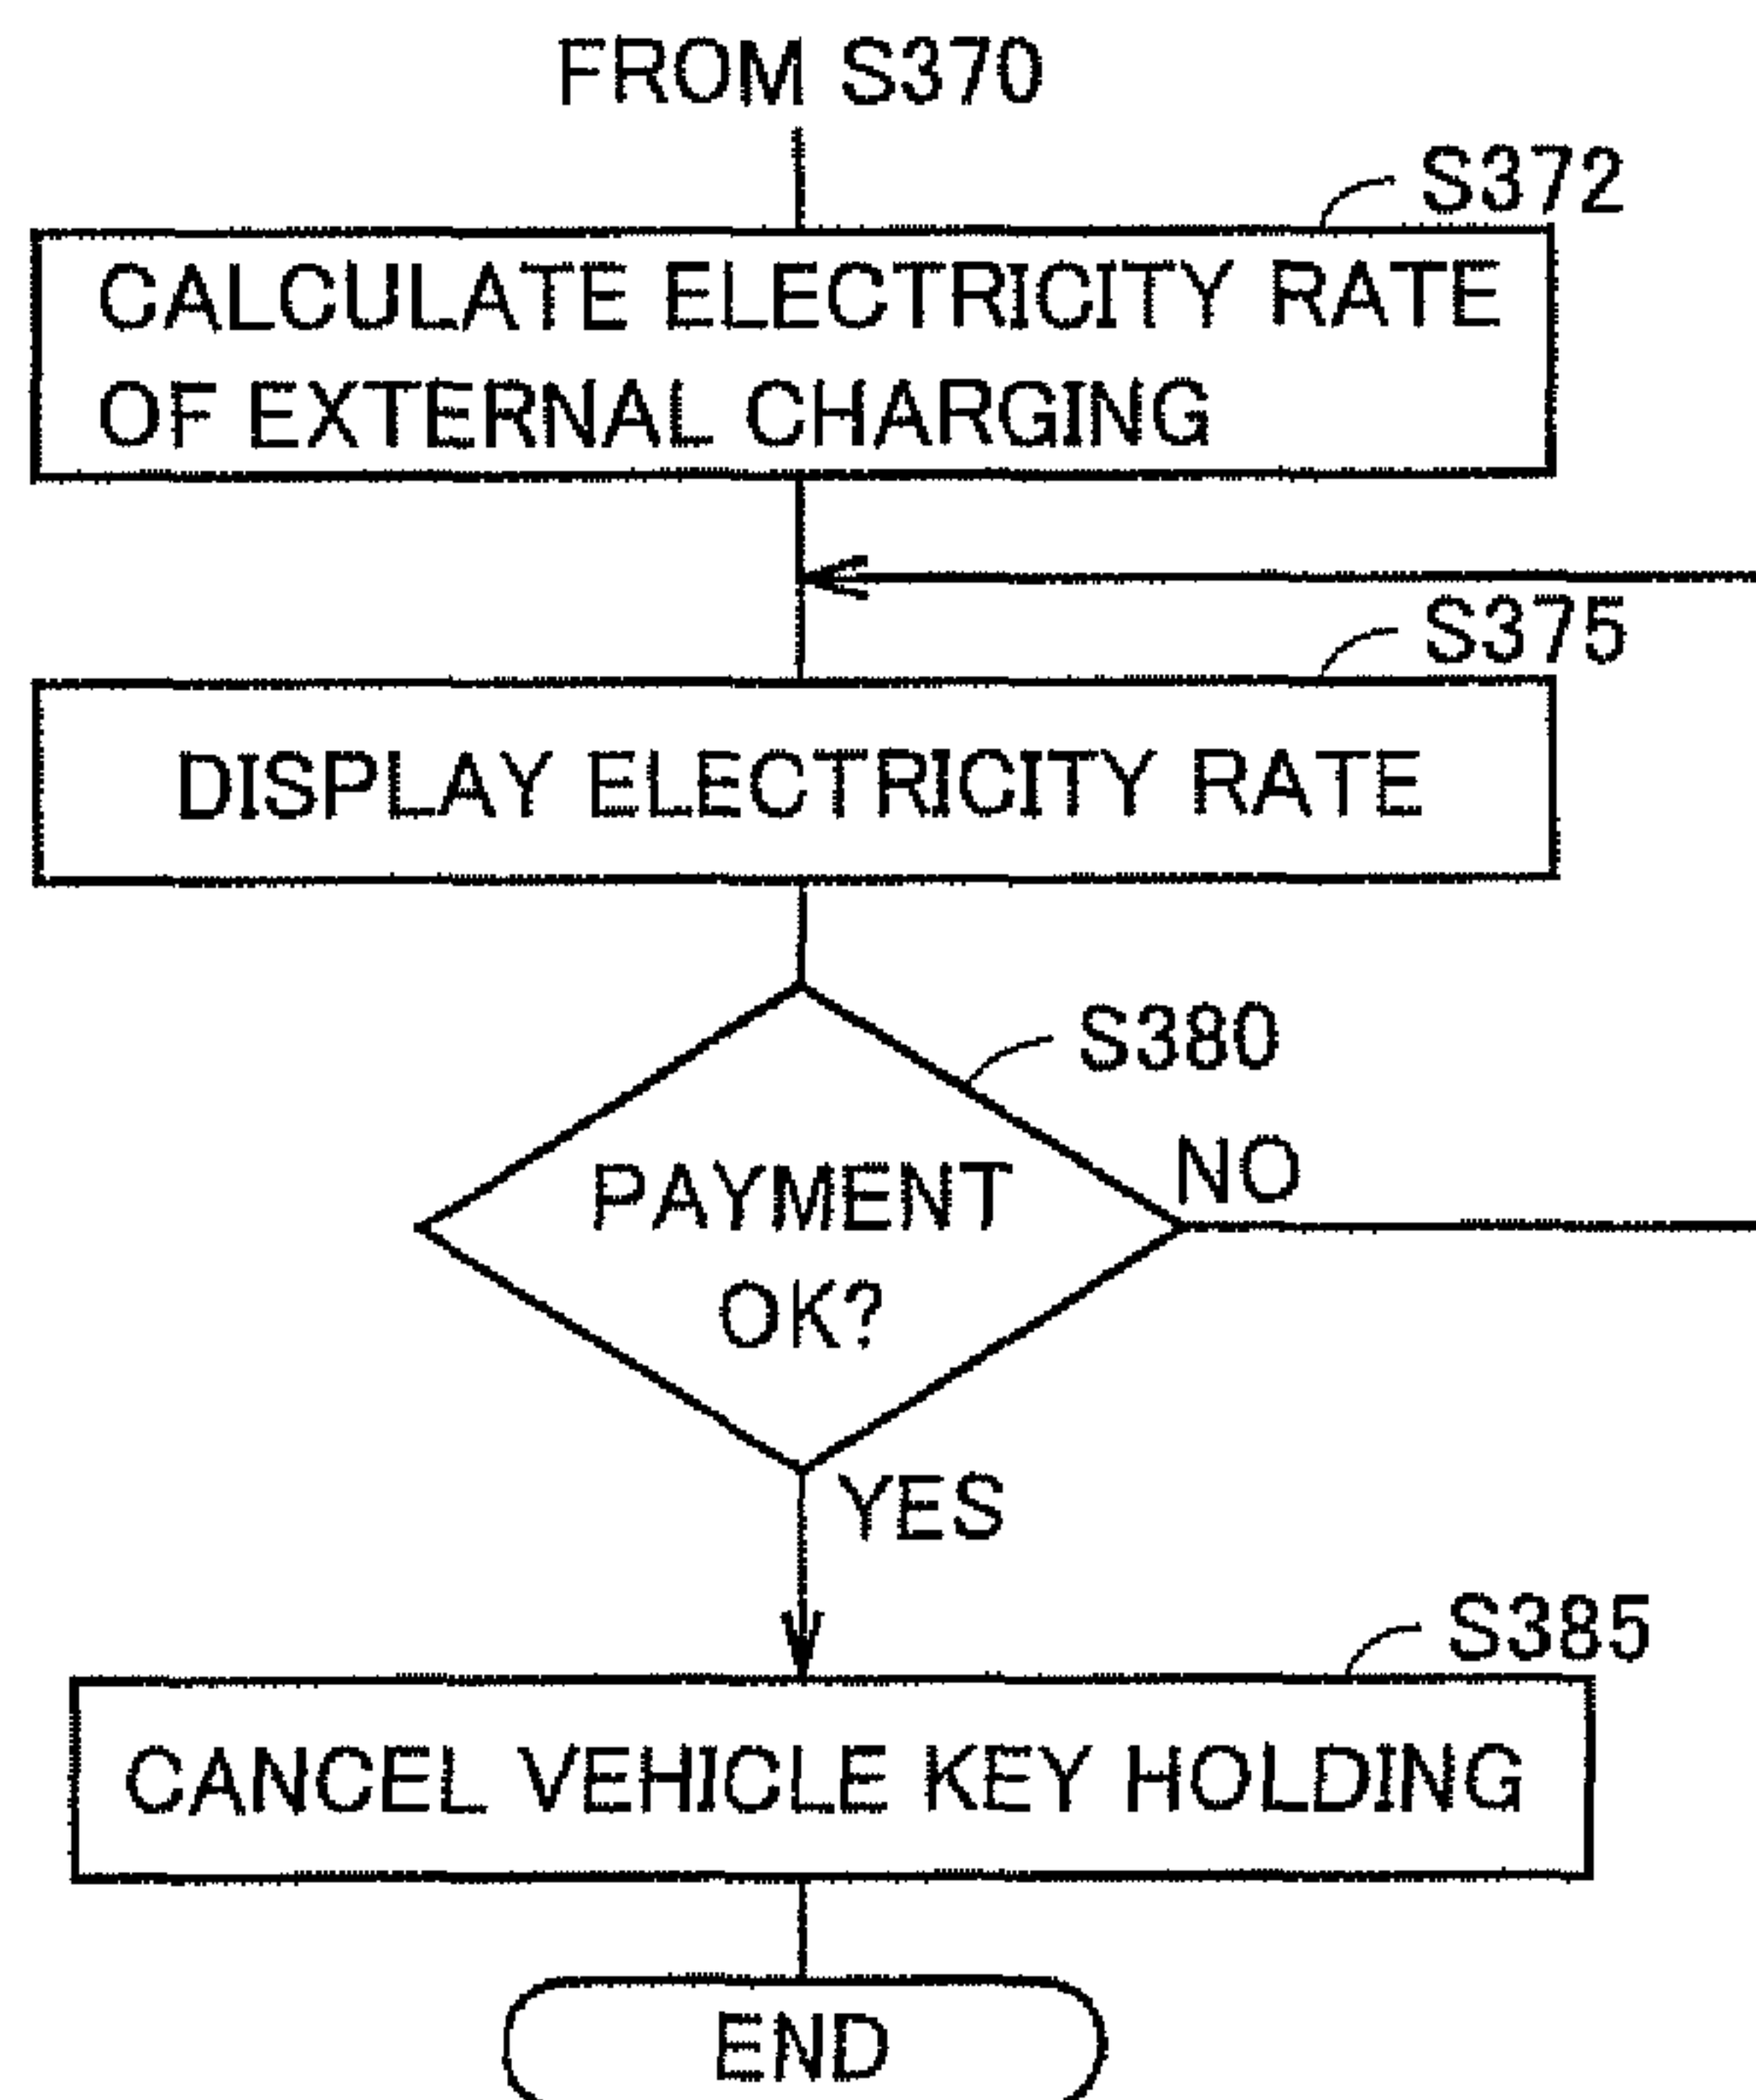 FROM S370
S372
CALCULATE ELECTRICITY RATE
OF EXTERNAL CHARGING
S375
DISPLAY ELECTRICITY RATE
S380
NO
PAYMENT
OK?
YES
S385
CANCEL VEHICLE KEY HOLDING
END